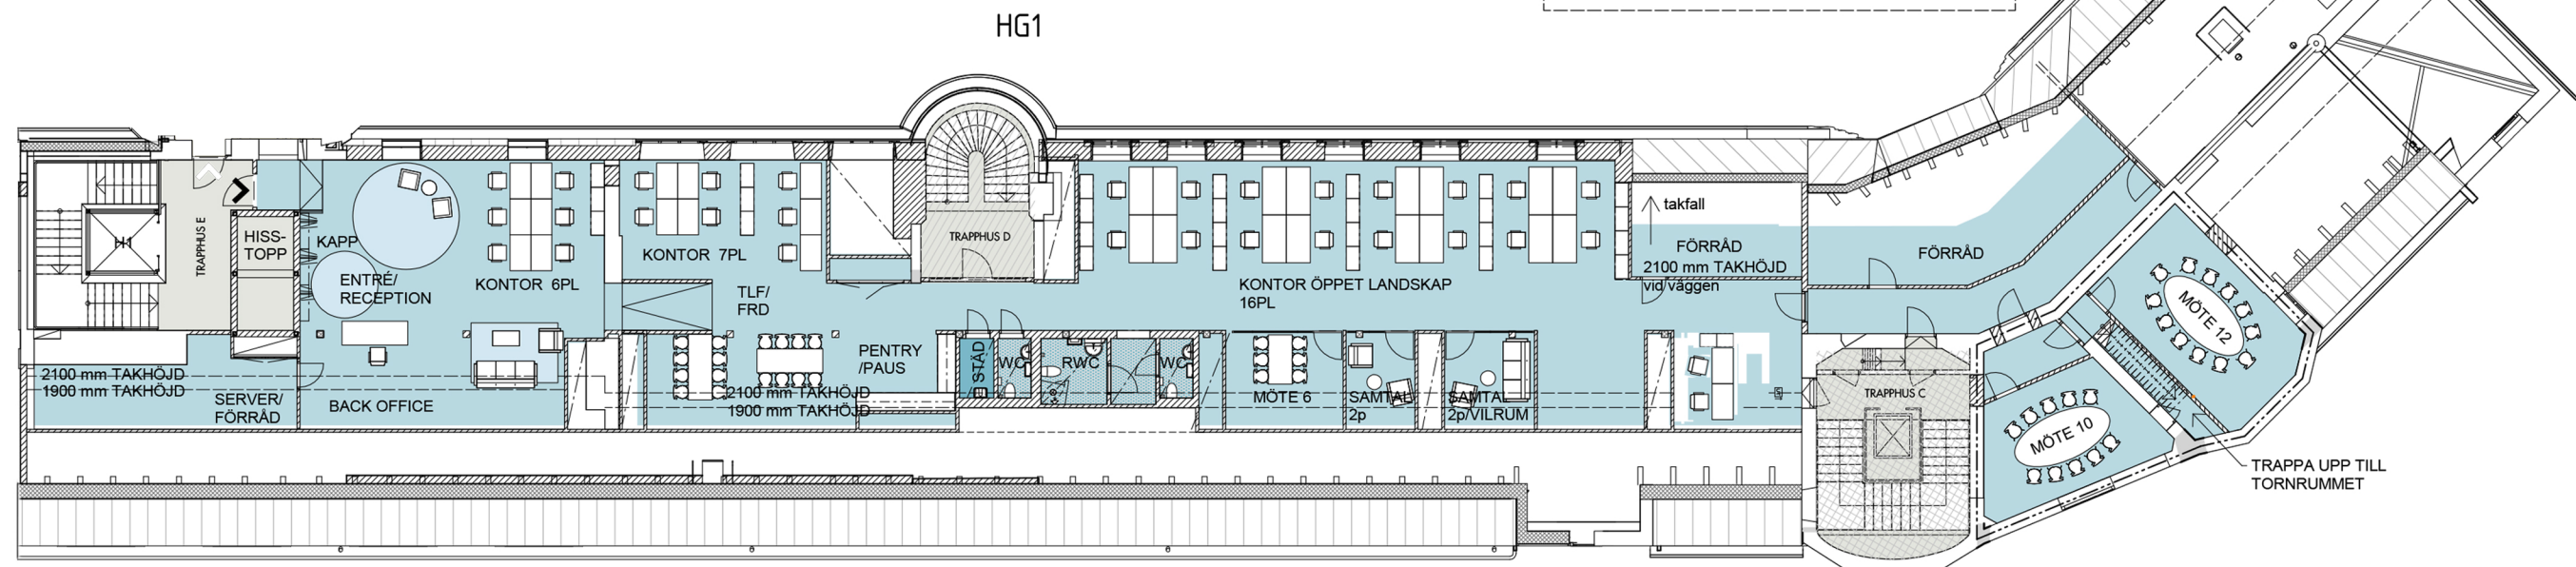 HG1
TRAPPHUS E
H1
HISS-
TOPP
KAPP
ENTRÉ/
RECEPTION
KONTOR 6PL
KONTOR 7PL
TLF/
FRD
TRAPPHUS D
KONTOR ÖPPET LANDSKAP
16PL
takfall
FÖRRÅD
2100 mm TAKHÖJD
vid väggen
FÖRRÅD
MÖTE 12
2100 mm TAKHÖJD
1900 mm TAKHÖJD
SERVER/
FÖRRÅD
BACK OFFICE
2100 mm TAKHÖJD
1900 mm TAKHÖJD
PENTRY
/PAUS
STÄD
WC
RWC
WC
MÖTE 6
SAMTAL
2p
SAMTAL
2p/VILRUM
TRAPPHUS C
MÖTE 10
TRAPPA UPP TILL
TORNRUMMET